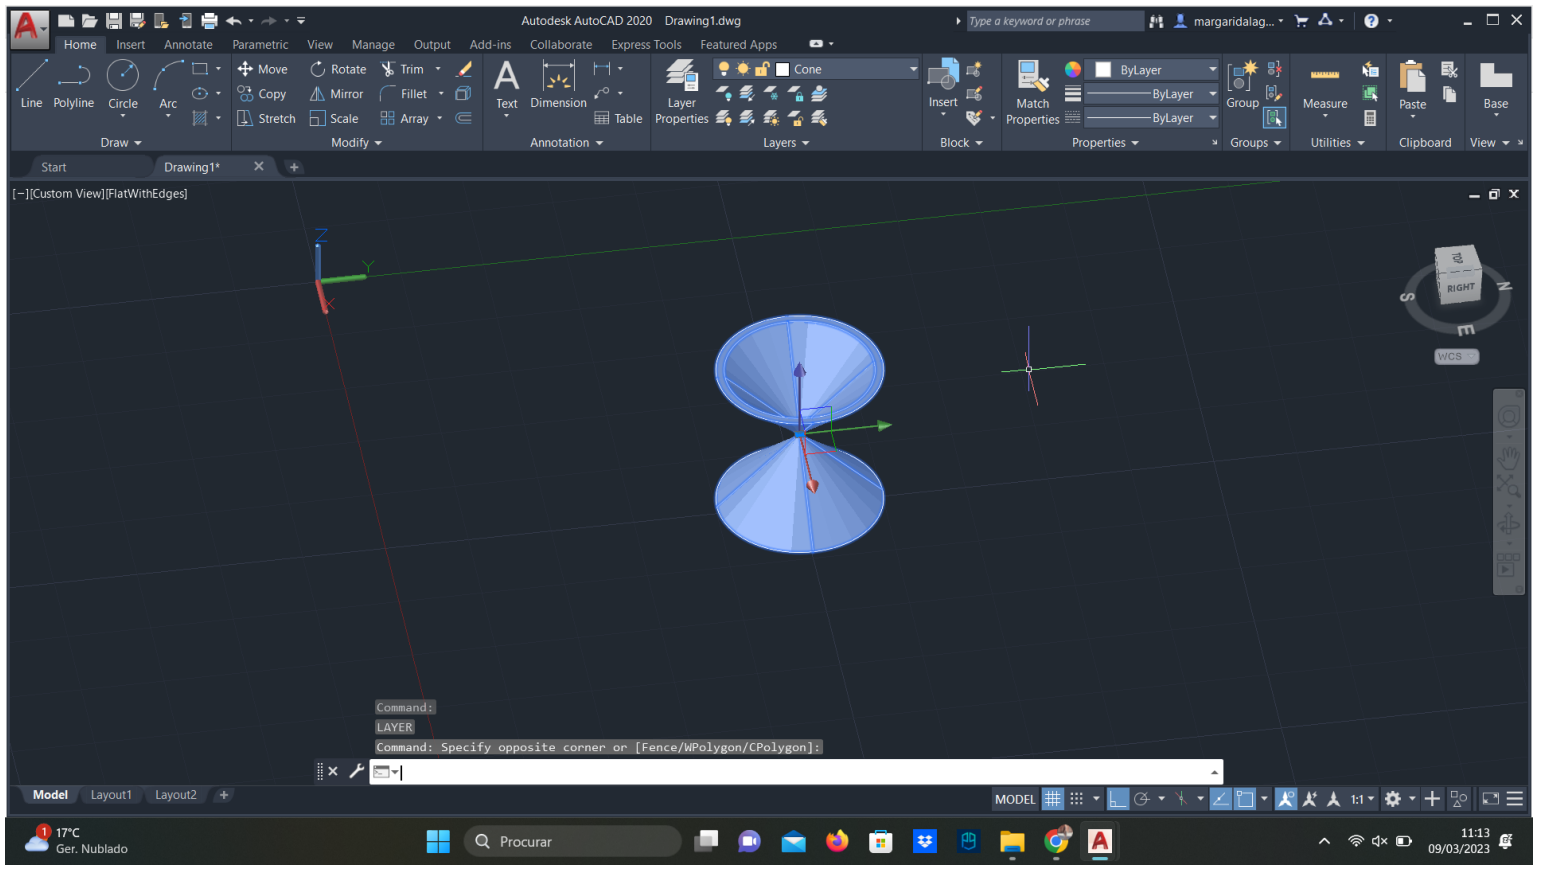 Autodesk AutoCAD 2020 Drawing1.dwg
Type a keyword or phrase
margaridalag...
Home Insert Annotate Parametric View Manage Output Add-ins Collaborate Express Tools Featured Apps
Line Polyline Circle Arc
Move Rotate Trim
Copy Mirror Fillet
Stretch Scale Array
Text Dimension
Table
Layer
Properties
Cone
Insert
Match
Properties
ByLayer
ByLayer
ByLayer
Group
Measure
Paste
Base
Draw Modify Annotation Layers Block Properties Groups Utilities Clipboard View
Start Drawing1*
[−][Custom View][FlatWithEdges]
Z
Y
X
TOP
RIGHT
S
N
E
WCS
Command:
LAYER
Command: Specify opposite corner or [Fence/WPolygon/CPolygon]:
Model Layout1 Layout2
MODEL 1:1
1
17°C
Ger. Nublado
Procurar
11:13
09/03/2023